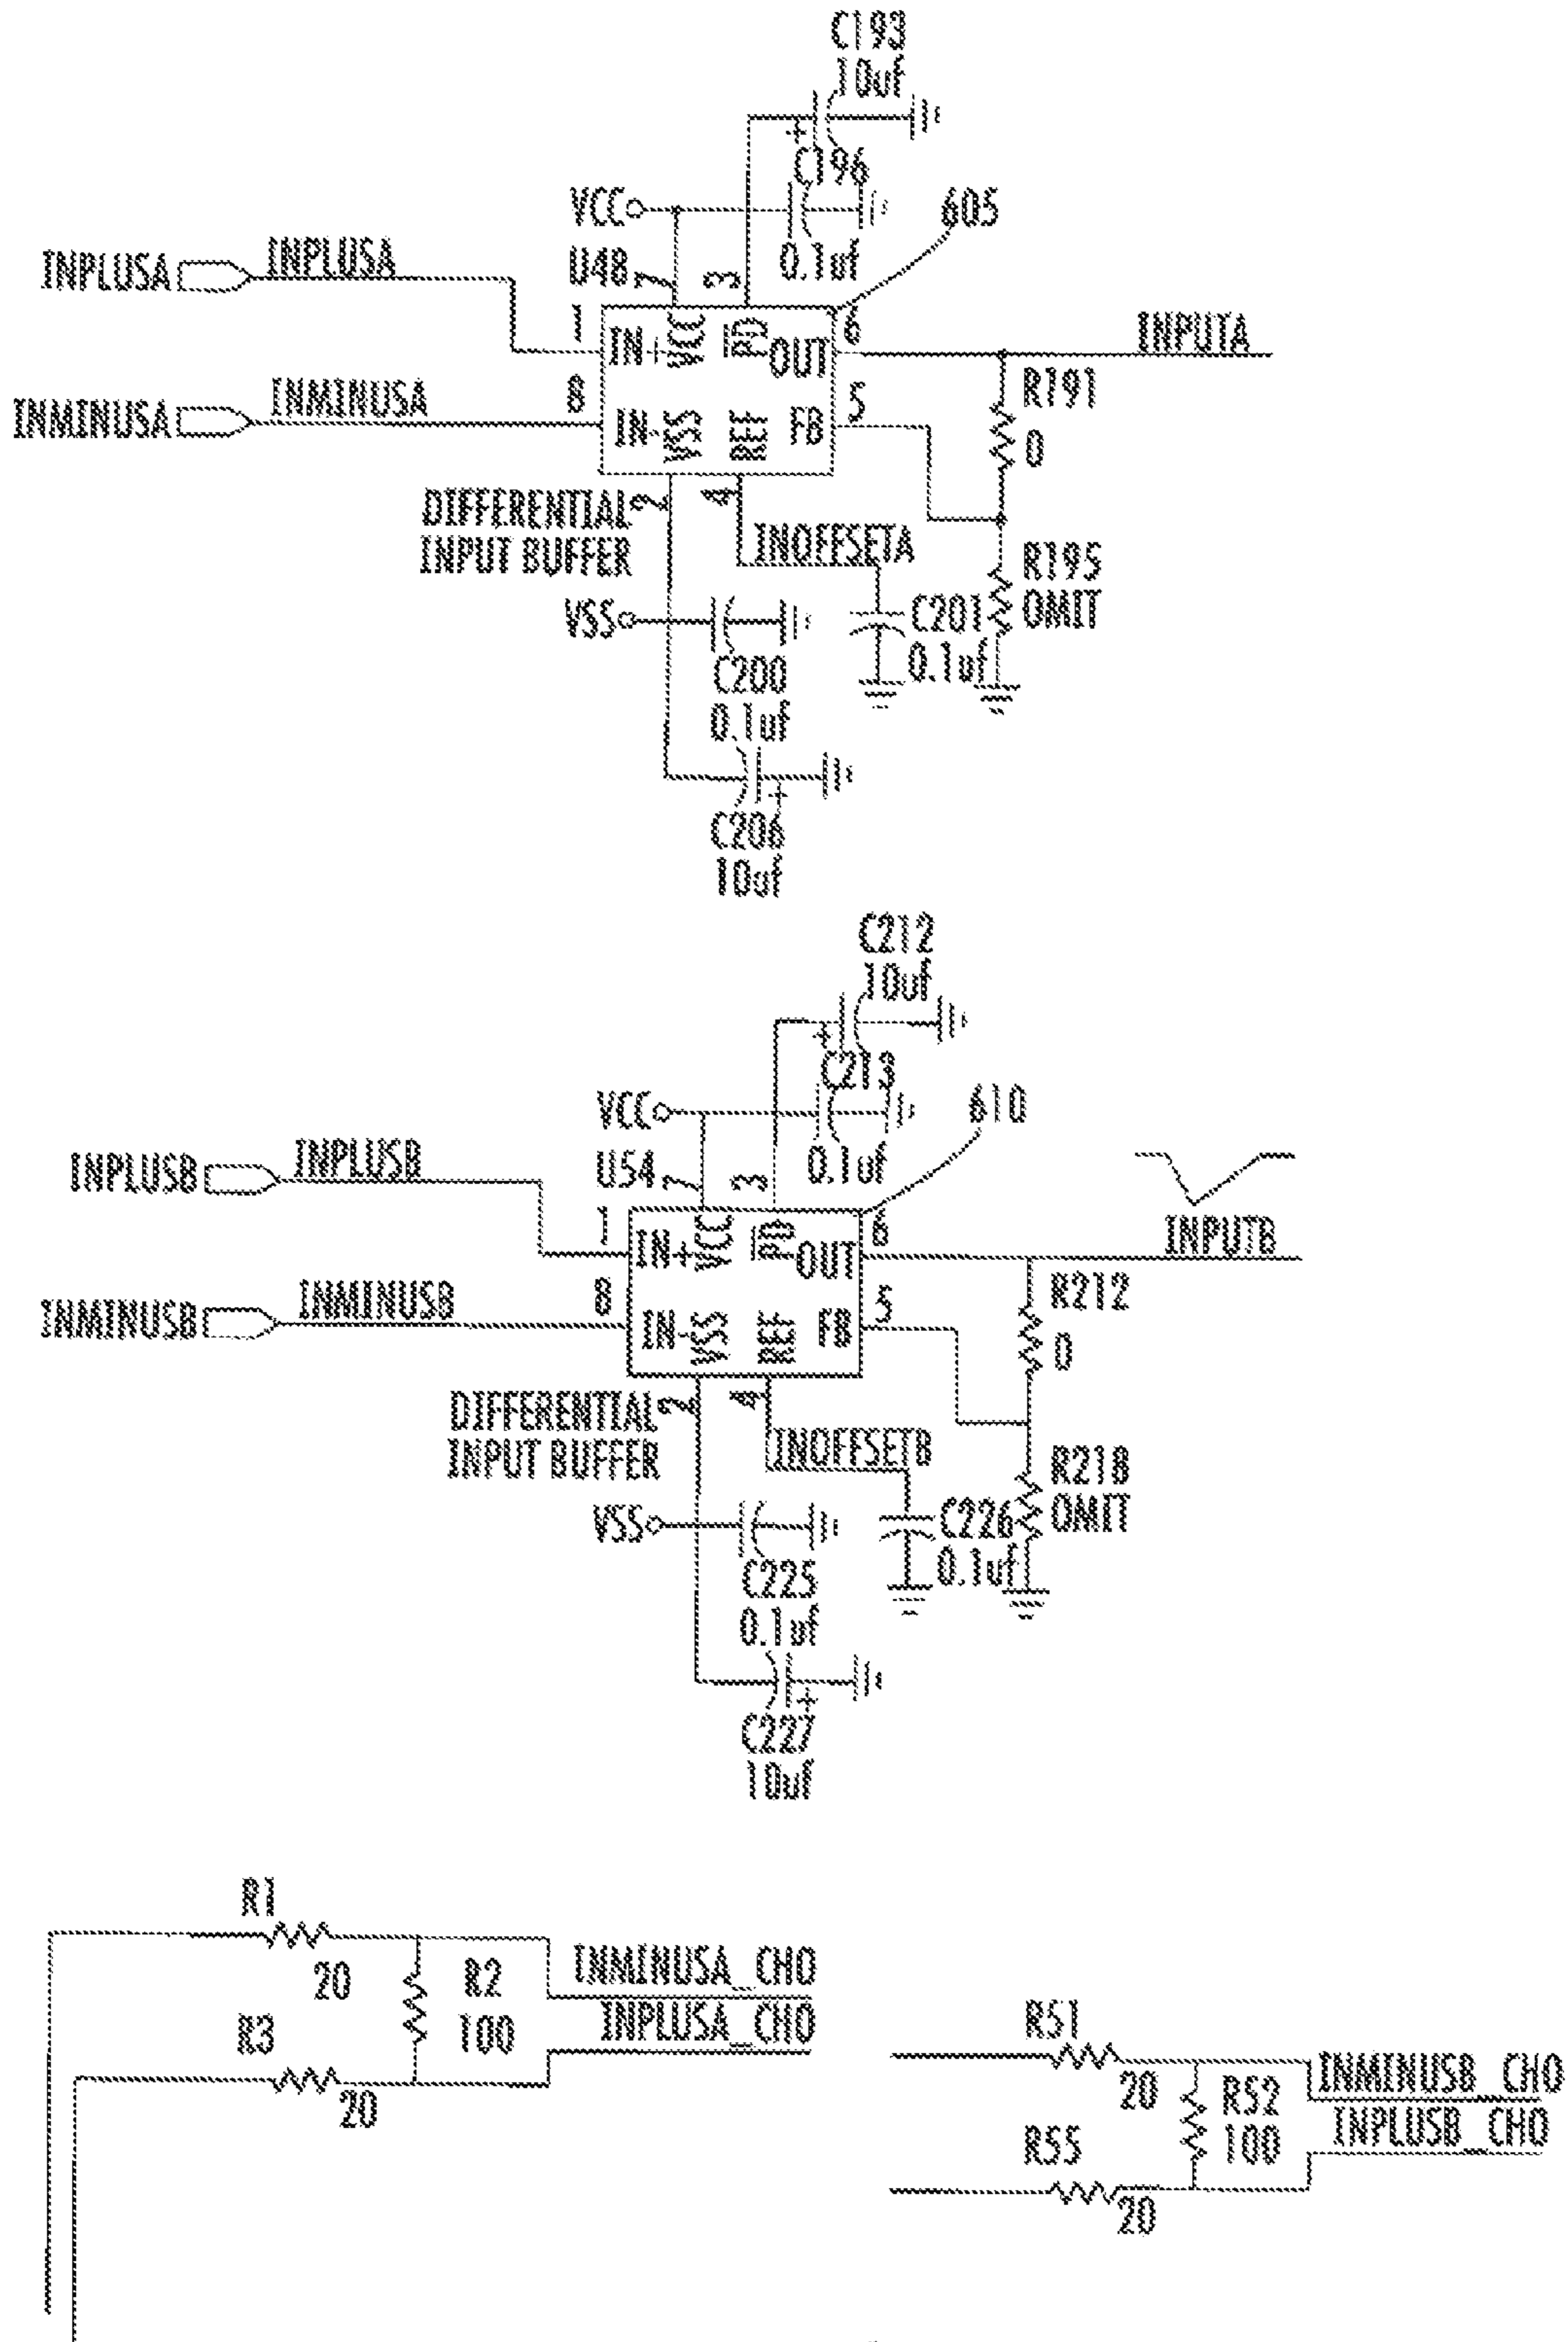 C193
10uf
+
C196
VCC
0.1uf
605
INPLUSA
INPLUSA
U48
7
3
1
6
IN+
VCC
PD
OUT
INPUTA
INMINUSA
INMINUSA
8
5
IN-
VSS
REF
FB
R191
0
DIFFERENTIAL
INPUT BUFFER
2
4
INOFFSETA
R195
OMIT
VSS
C201
0.1uf
C200
0.1uf
+
C206
10uf
C212
10uf
+
C213
VCC
0.1uf
610
INPLUSB
INPLUSB
U54
7
3
1
6
IN+
VCC
PD
OUT
INPUTB
INMINUSB
INMINUSB
8
5
IN-
VSS
REF
FB
R212
0
DIFFERENTIAL
INPUT BUFFER
2
4
INOFFSETB
R218
OMIT
VSS
C226
0.1uf
C225
0.1uf
+
C227
10uf
R1
20
R2
100
INMINUSA_CH0
INPLUSA_CH0
R3
20
R51
20
R52
100
INMINUSB_CH0
INPLUSB_CH0
R55
20